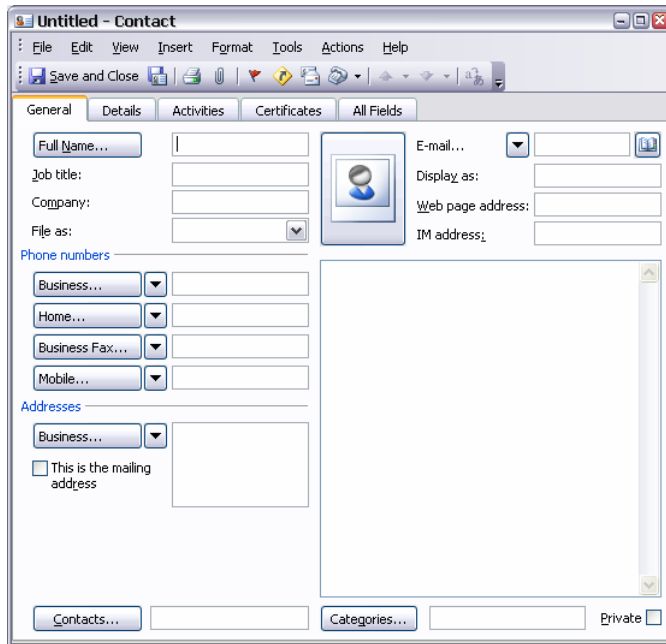 Untitled - Contact
File Edit View Insert Format Tools Actions Help
Save and Close
General Details Activities Certificates All Fields
Full Name...
Job title:
Company:
File as:
E-mail...
Display as:
Web page address:
IM address:
Phone numbers
Business...
Home...
Business Fax...
Mobile...
Addresses
Business...
This is the mailing
address
Contacts... Categories... Private